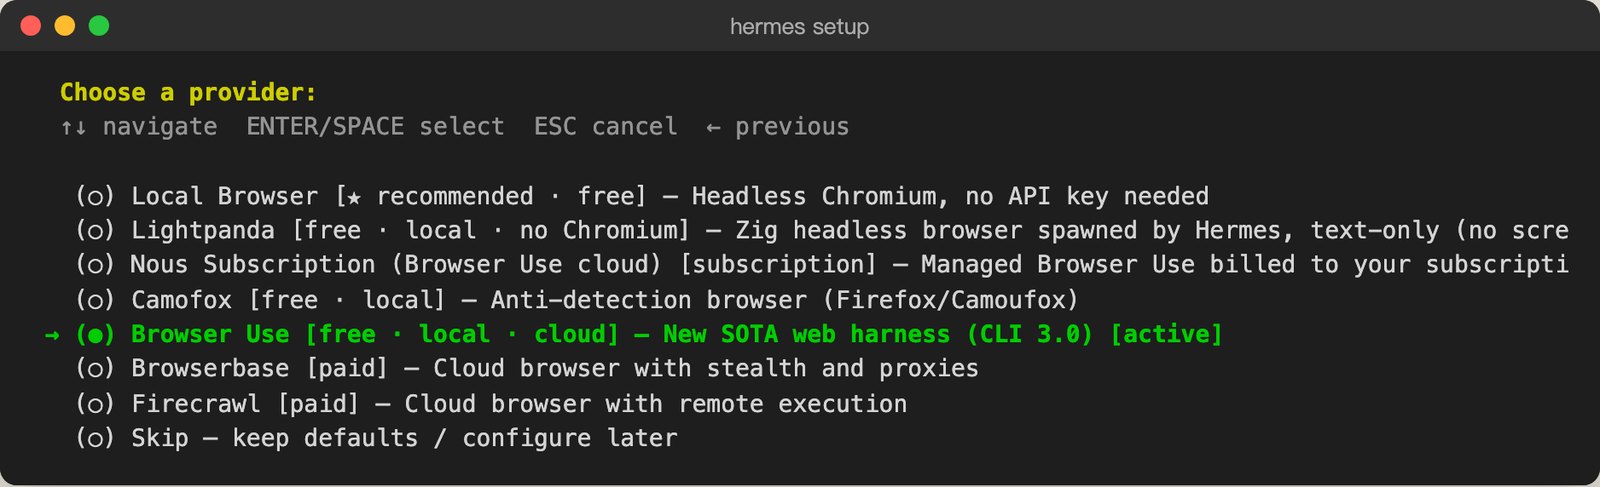 hermes setup
Choose a provider:
↑↓ navigate  ENTER/SPACE select  ESC cancel  ← previous
(○) Local Browser [★ recommended · free] — Headless Chromium, no API key needed
(○) Lightpanda [free · local · no Chromium] — Zig headless browser spawned by Hermes, text-only (no scre
(○) Nous Subscription (Browser Use cloud) [subscription] — Managed Browser Use billed to your subscripti
(○) Camofox [free · local] — Anti-detection browser (Firefox/Camoufox)
→ (●) Browser Use [free · local · cloud] — New SOTA web harness (CLI 3.0) [active]
(○) Browserbase [paid] — Cloud browser with stealth and proxies
(○) Firecrawl [paid] — Cloud browser with remote execution
(○) Skip — keep defaults / configure later